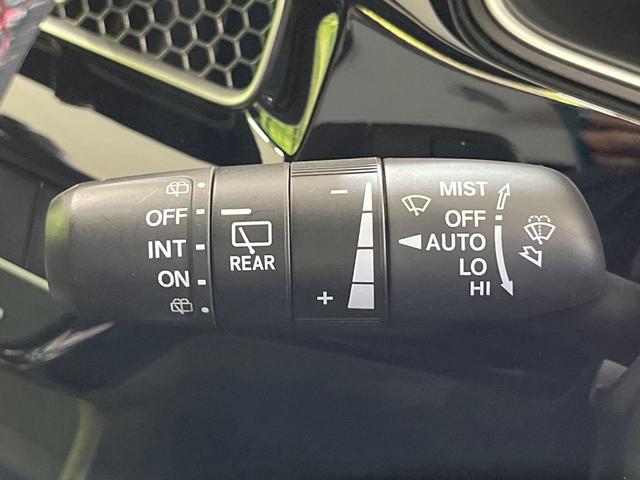 OFF
INT
ON
REAR
−
+
MIST
OFF
AUTO
LO
HI